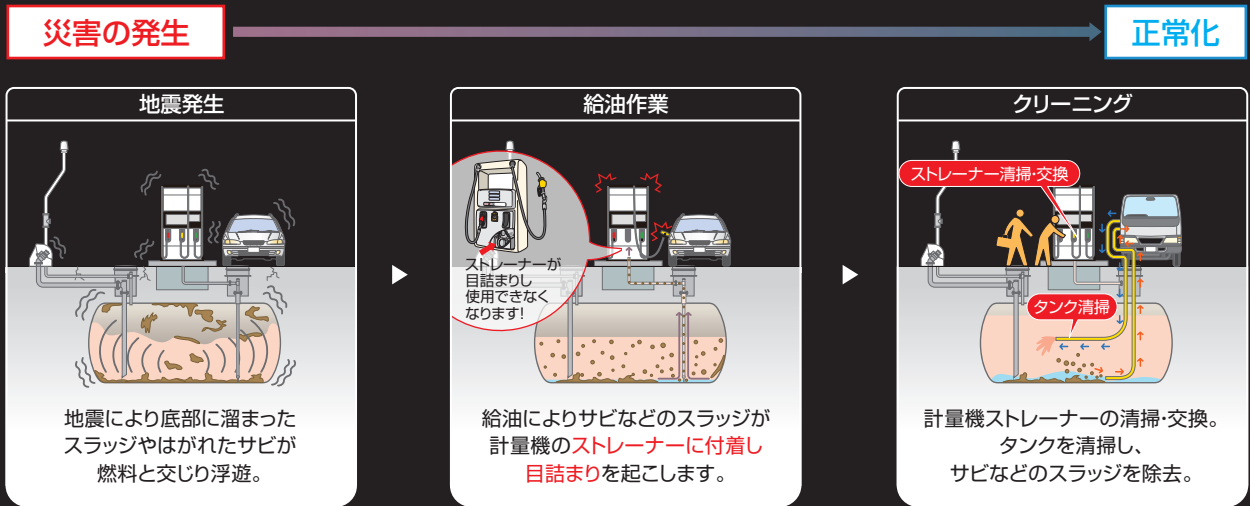 災害の発生
正常化
地震発生
地震により底部に溜まった
スラッジやはがれたサビが
燃料と交じり浮遊。
給油作業
ストレーナーが
目詰まりし
使用できなく
なります!
給油によりサビなどのスラッジが
計量機のストレーナーに付着し
目詰まりを起こします。
クリーニング
ストレーナー清掃・交換
タンク清掃
計量機ストレーナーの清掃・交換。
タンクを清掃し、
サビなどのスラッジを除去。